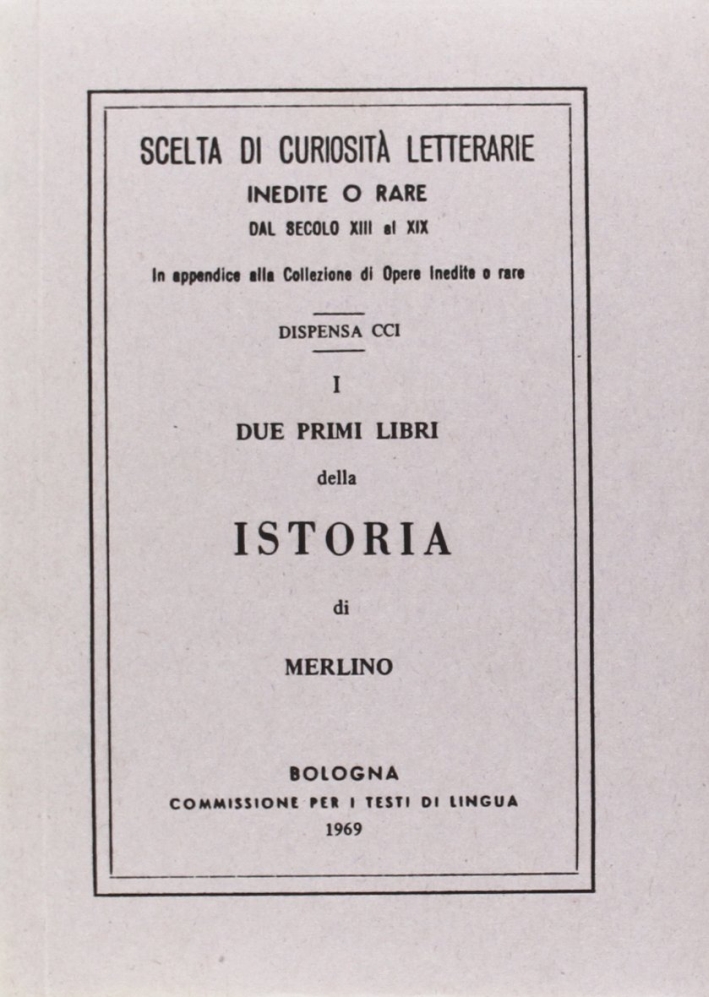 SCELTA DI CURIOSITÀ LETTERARIE
INEDITE O RARE
DAL SECOLO XIII al XIX
In appendice alla Collezione di Opere Inedite o rare
DISPENSA CCI
I
DUE PRIMI LIBRI
della
ISTORIA
di
MERLINO
BOLOGNA
COMMISSIONE PER I TESTI DI LINGUA
1969